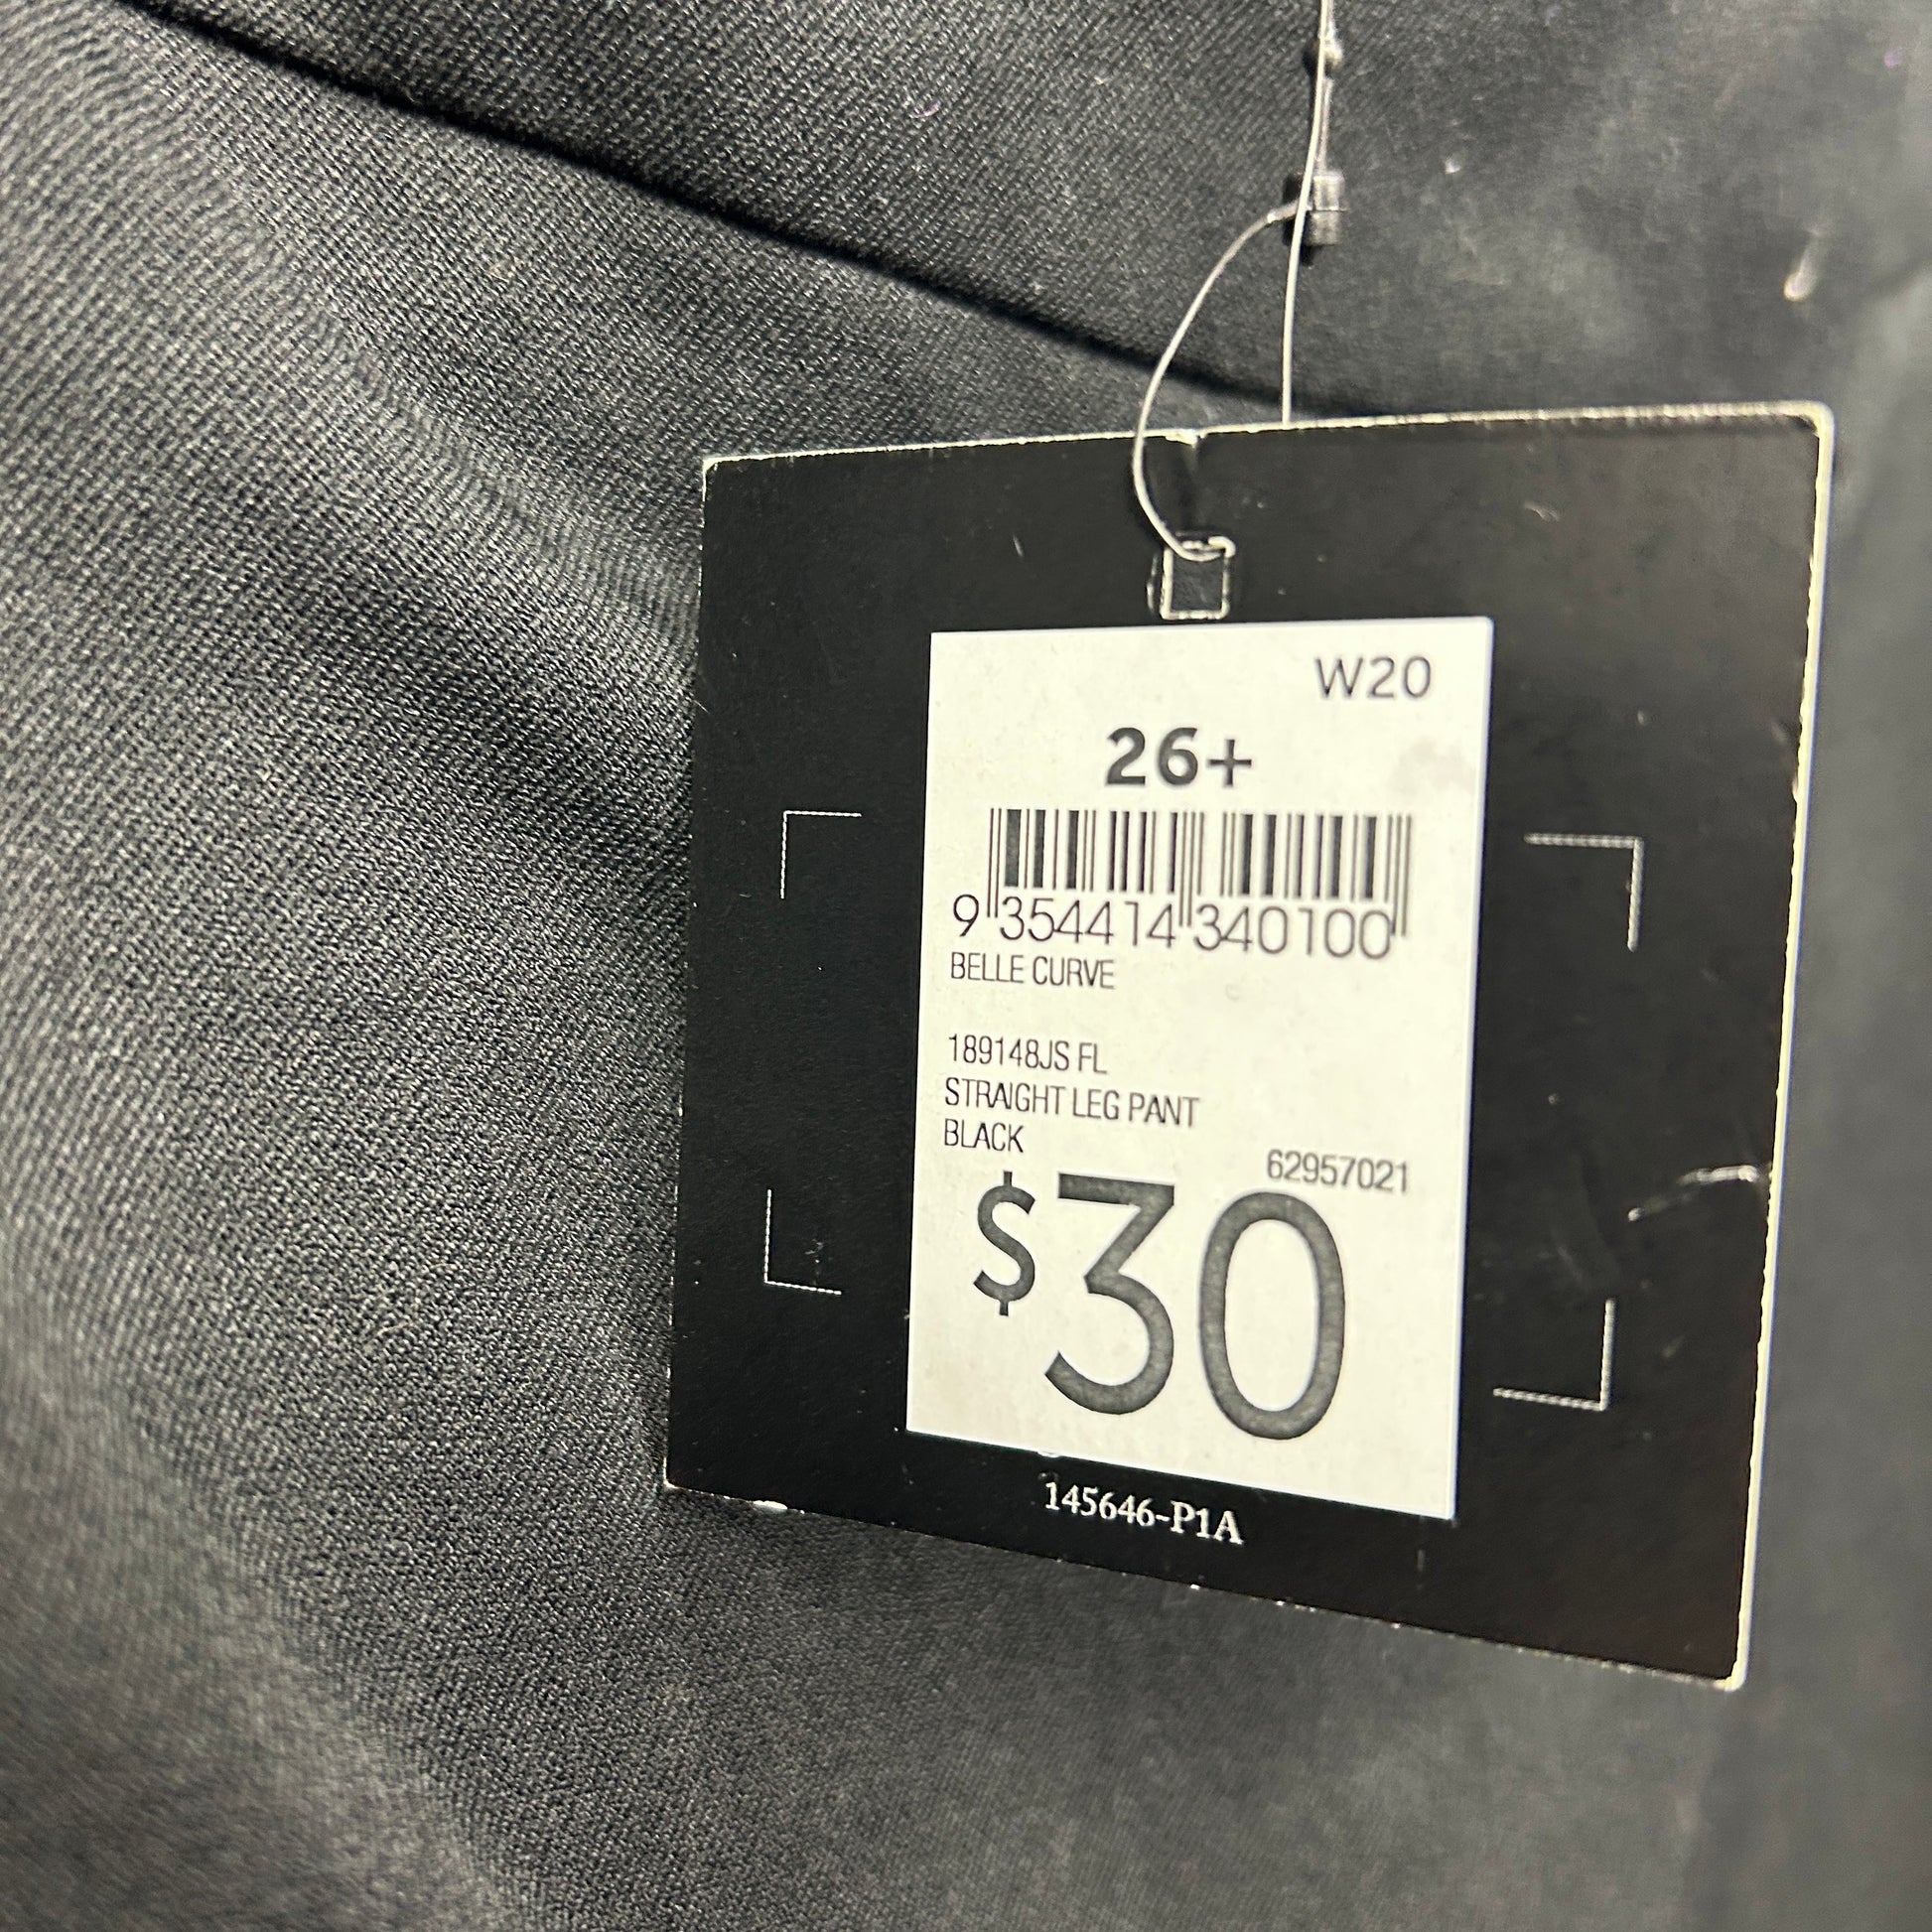 W20
26+
9 354414 340100
BELLE CURVE
189148JS FL
STRAIGHT LEG PANT
BLACK
62957021
$30
145646-P1A